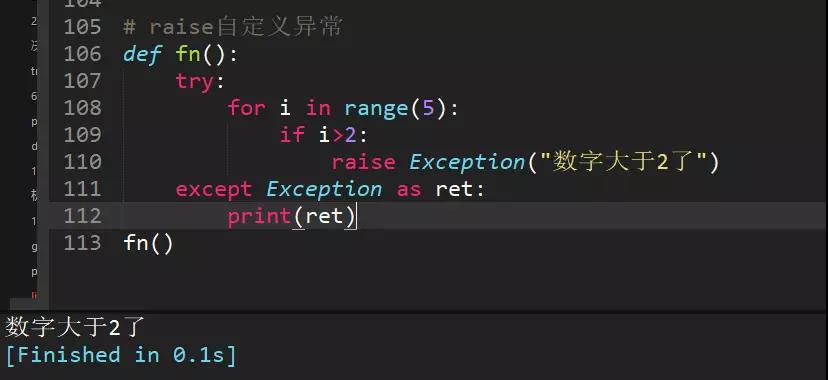 104
105 # raise自定义异常
106 def fn():
107     try:
108         for i in range(5):
109             if i>2:
110                 raise Exception("数字大于2了")
111     except Exception as ret:
112         print(ret)
113 fn()
数字大于2了
[Finished in 0.1s]